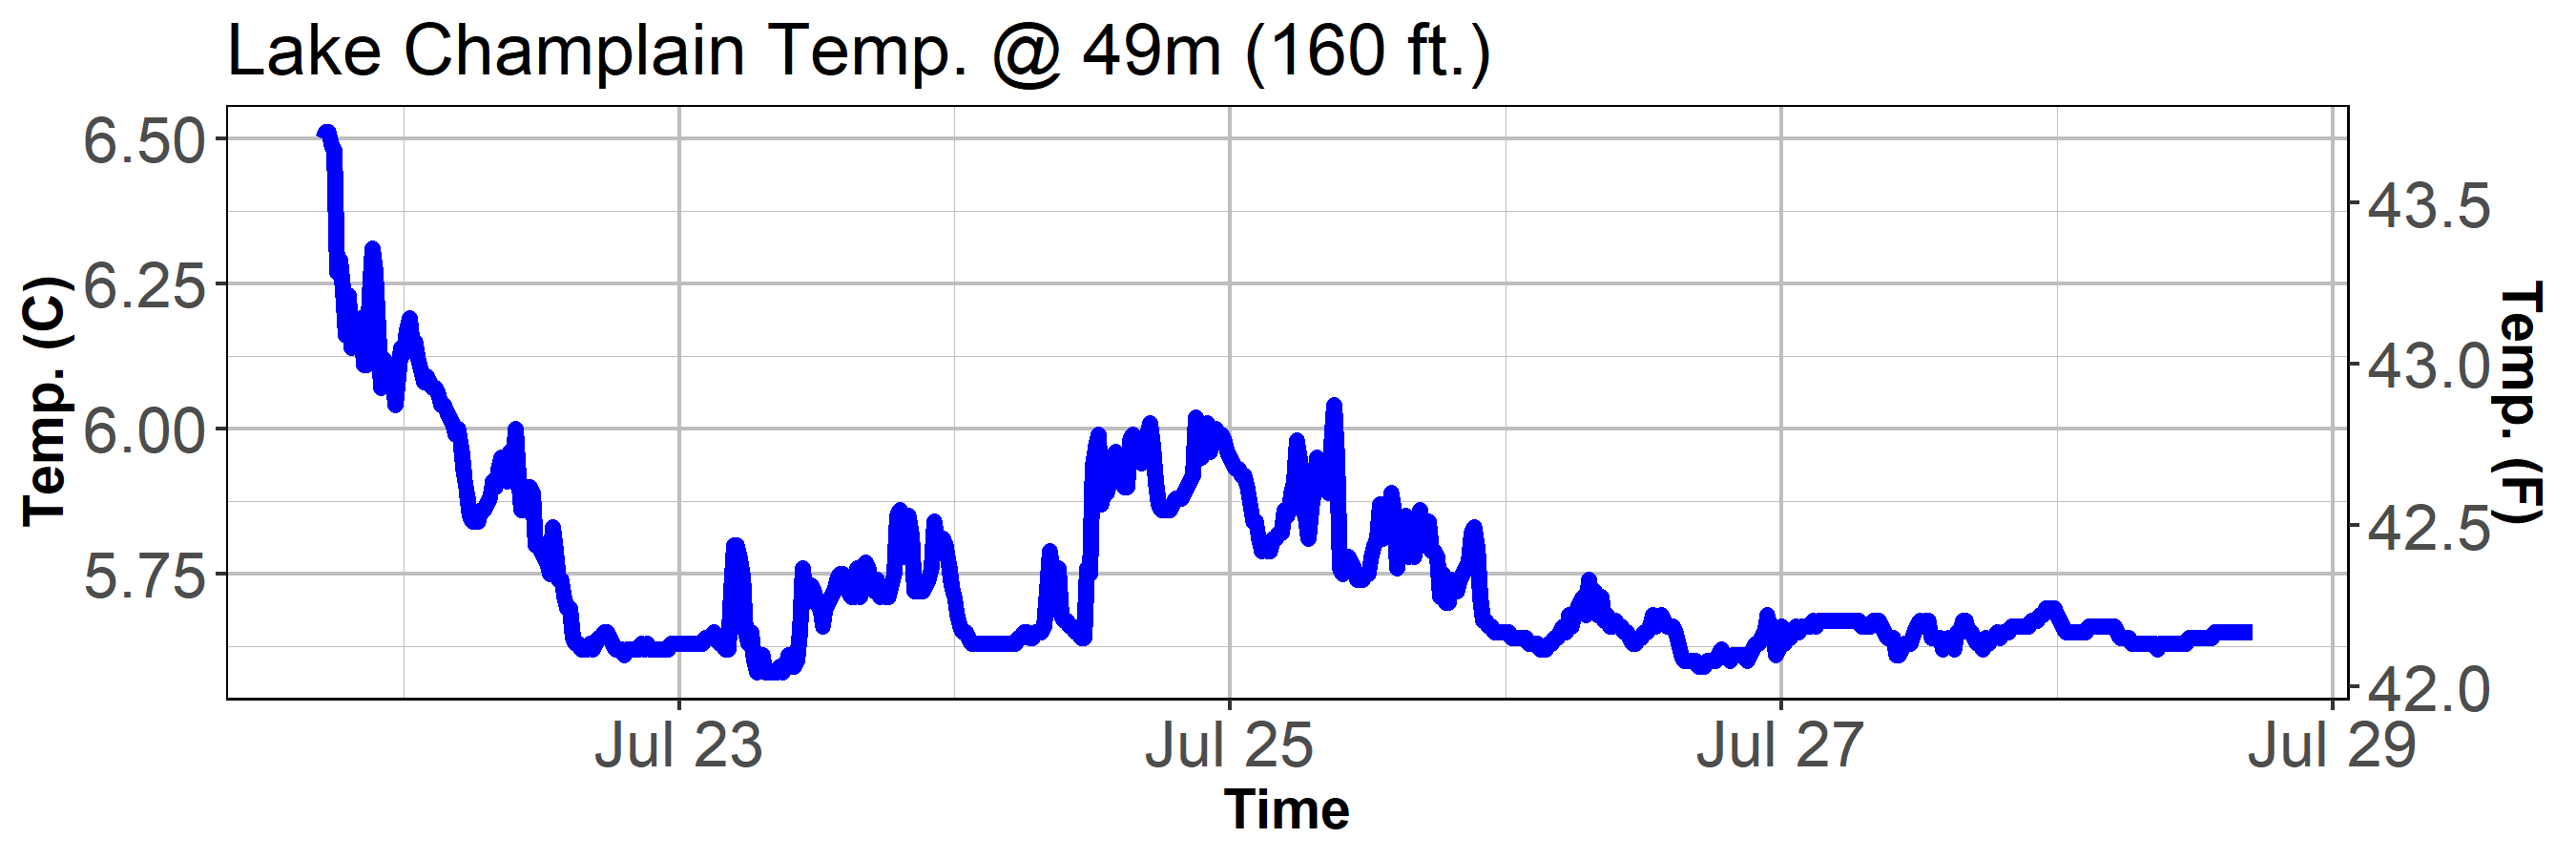 Lake Champlain Temp. @ 49m (160 ft.)
6.50
6.25
6.00
5.75
Temp. (C)
43.5
43.0
42.5
42.0
Temp. (F)
Jul 23 Jul 25 Jul 27 Jul 29
Time